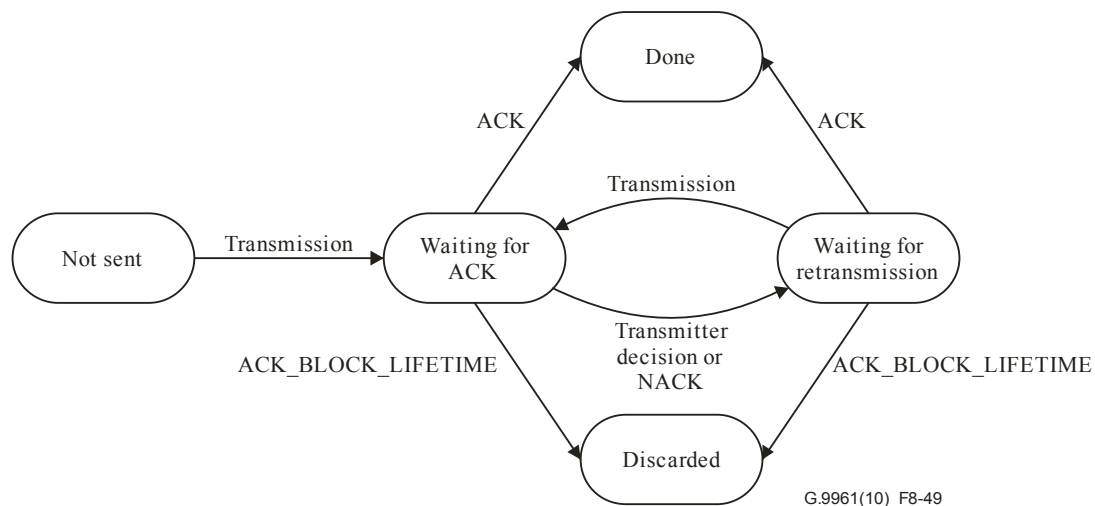 Done
ACK
ACK
Transmission
Not sent
Transmission
Waiting for
ACK
Waiting for
retransmission
Transmitter
decision or
NACK
ACK_BLOCK_LIFETIME
ACK_BLOCK_LIFETIME
Discarded
G.9961(10)_F8-49